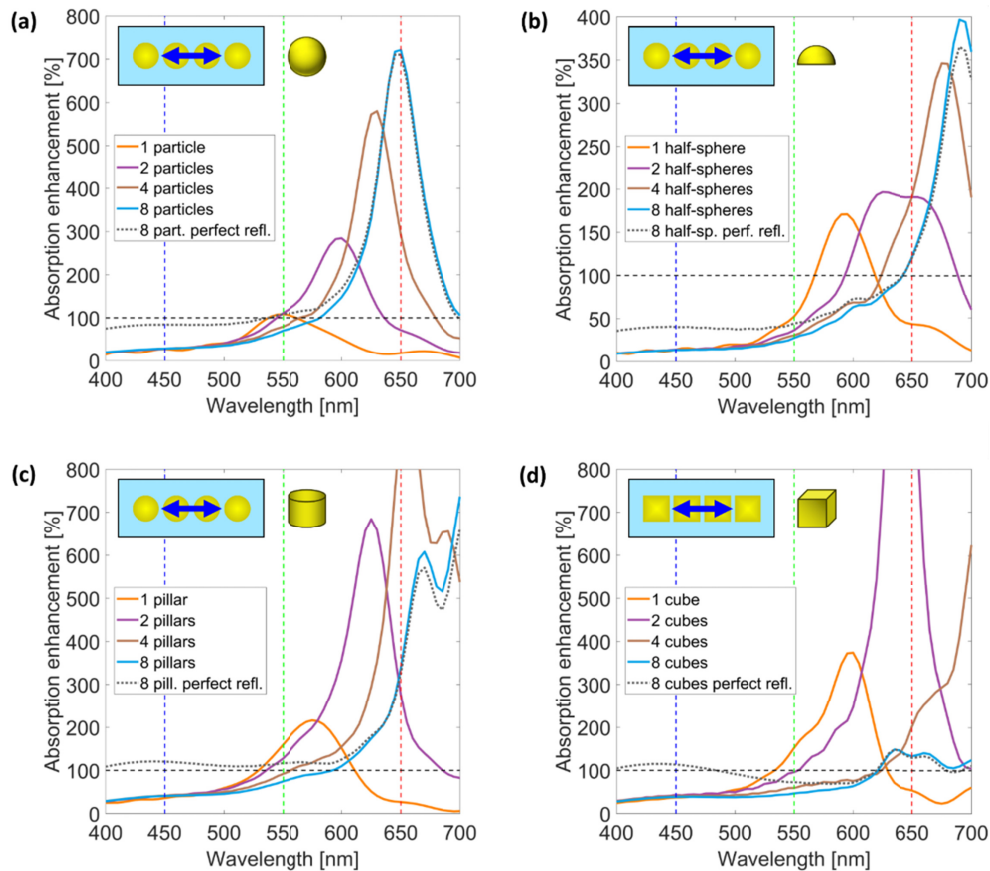 (a)
Absorption enhancement [%]
800
700
600
500
400
300
200
100
0
1 particle
2 particles
4 particles
8 particles
8 part. perfect refl.
400 450 500 550 600 650 700
Wavelength [nm]
(b)
Absorption enhancement [%]
400
350
300
250
200
150
100
50
0
1 half-sphere
2 half-spheres
4 half-spheres
8 half-spheres
8 half-sp. perf. refl.
400 450 500 550 600 650 700
Wavelength [nm]
(c)
Absorption enhancement [%]
800
700
600
500
400
300
200
100
0
1 pillar
2 pillars
4 pillars
8 pillars
8 pill. perfect refl.
400 450 500 550 600 650 700
Wavelength [nm]
(d)
Absorption enhancement [%]
800
700
600
500
400
300
200
100
0
1 cube
2 cubes
4 cubes
8 cubes
8 cubes perfect refl.
400 450 500 550 600 650 700
Wavelength [nm]